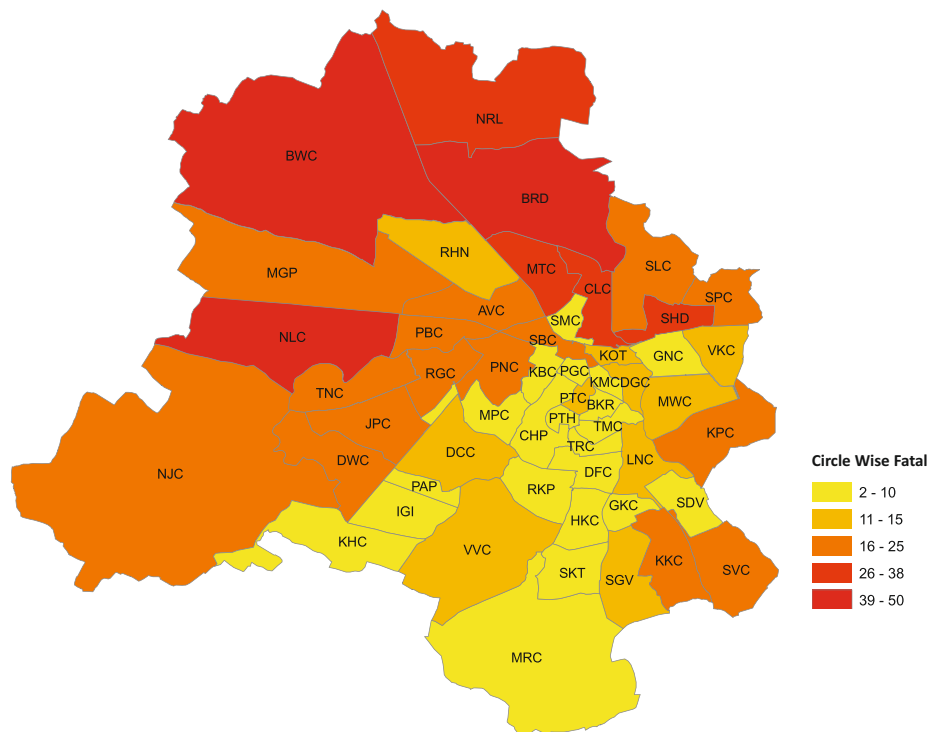 NRL
BWC
BRD
RHN
SLC
MTC
MGP
CLC
SPC
AVC
SMC
SHD
PBC
NLC
SBC
KOT
GNC
VKC
PNC
RGC
KBC
PGC
KMC
DGC
TNC
PTC
BKR
MWC
MPC
PTH
JPC
TMC
KPC
CHP
TRC
DCC
DWC
LNC
NJC
DFC
Circle Wise Fatal
PAP
RKP
2 - 10
SDV
GKC
IGI
HKC
11 - 15
KHC
VVC
16 - 25
KKC
SVC
SKT
SGV
26 - 38
39 - 50
MRC